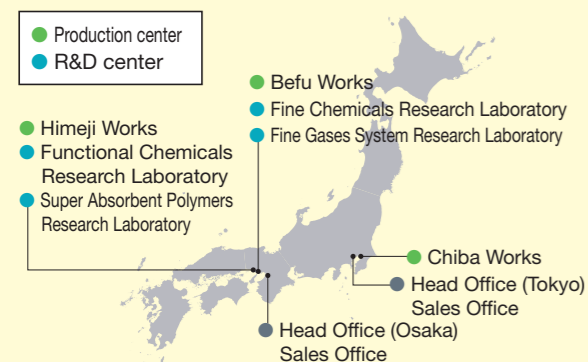 Production center
R&D center
Befu Works
Fine Chemicals Research Laboratory
Fine Gases System Research Laboratory
Himeji Works
Functional Chemicals
Research Laboratory
Super Absorbent Polymers
Research Laboratory
Chiba Works
Head Office (Tokyo)
Sales Office
Head Office (Osaka)
Sales Office